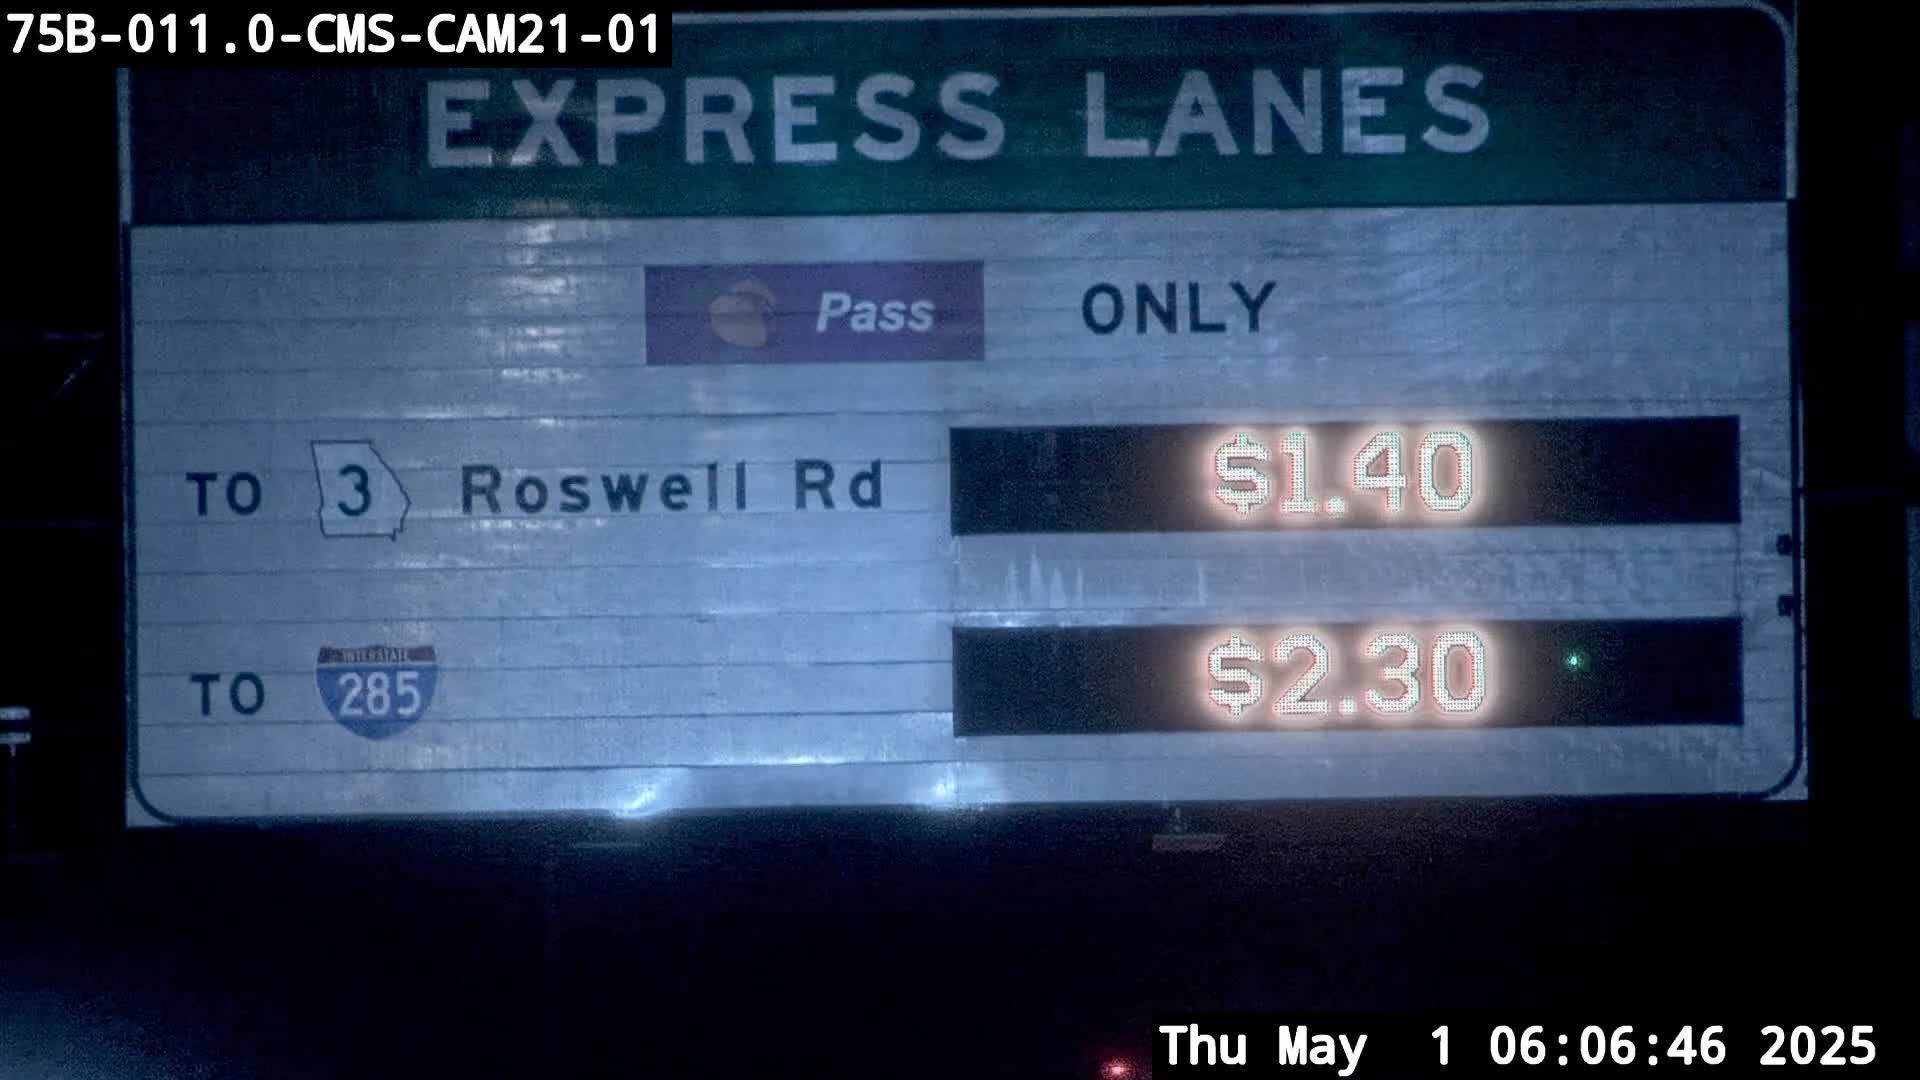 75B-011.0-CMS-CAM21-01
EXPRESS LANES
Pass ONLY
TO 3 Roswell Rd $1.40
INTERSTATE
TO 285 $2.30
Thu May 1 06:06:46 2025